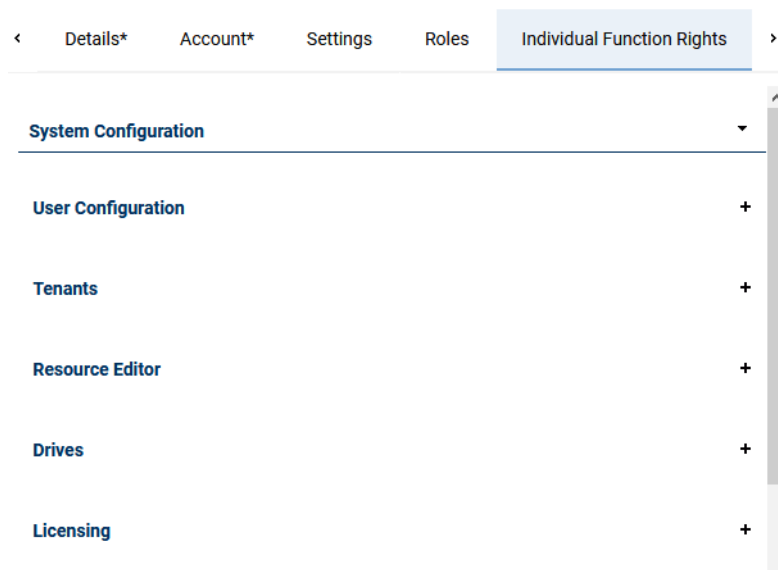 Details* Account* Settings Roles Individual Function Rights
System Configuration
User Configuration
Tenants
Resource Editor
Drives
Licensing